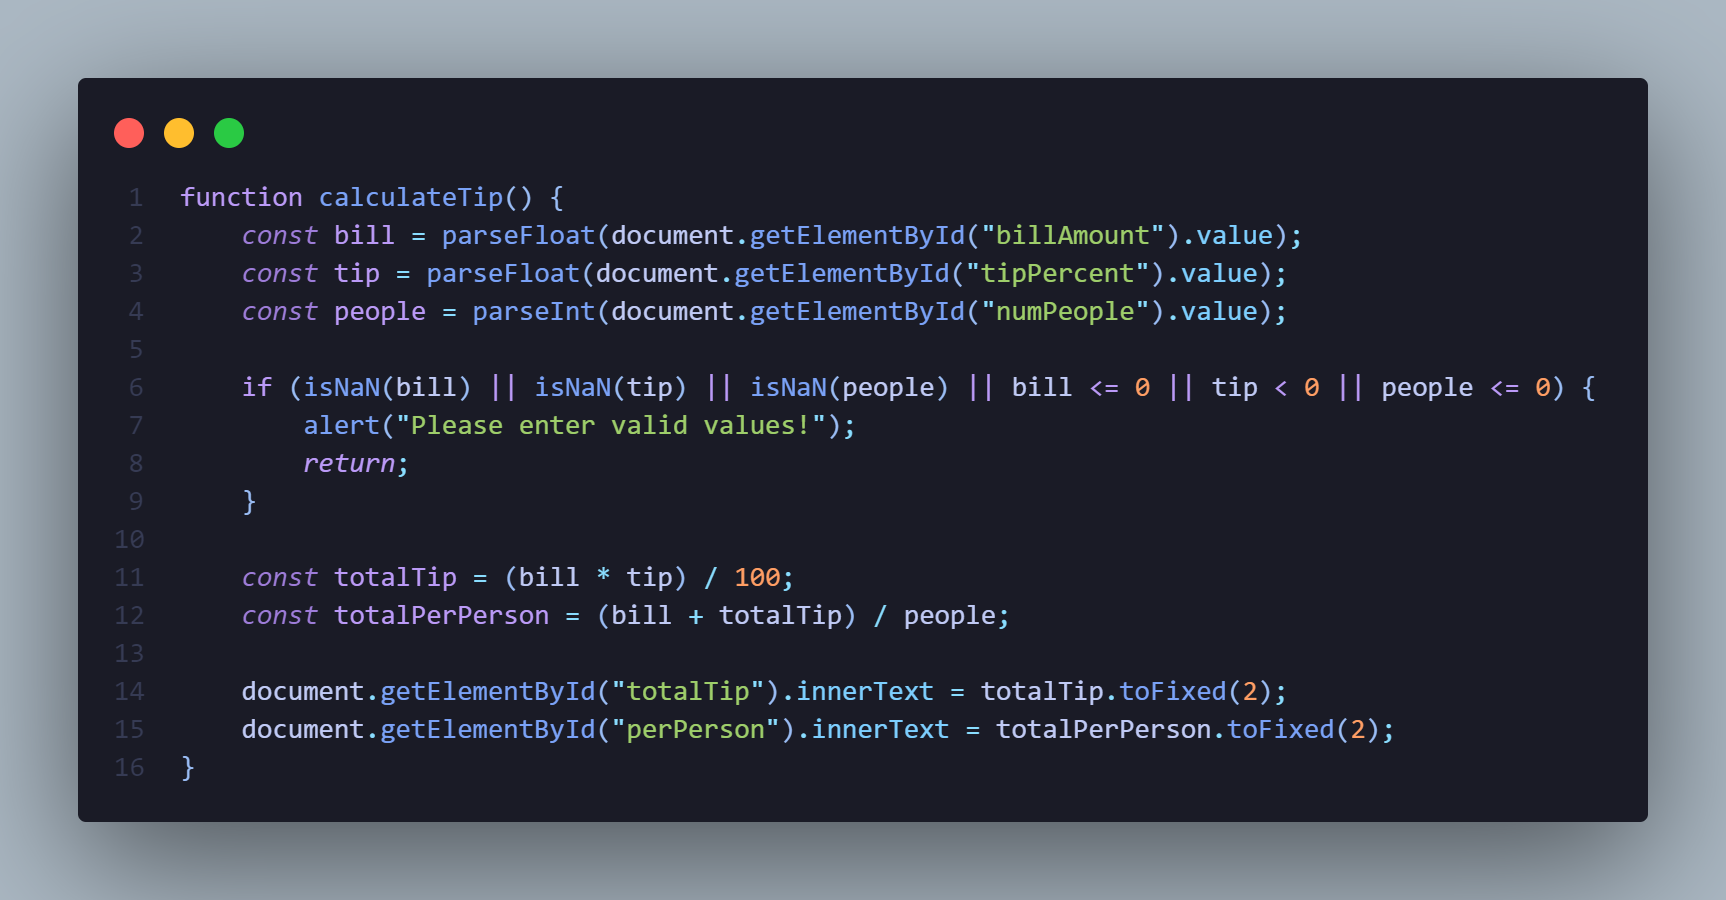 1 function calculateTip() {
2     const bill = parseFloat(document.getElementById("billAmount").value);
3     const tip = parseFloat(document.getElementById("tipPercent").value);
4     const people = parseInt(document.getElementById("numPeople").value);
5
6     if (isNaN(bill) || isNaN(tip) || isNaN(people) || bill <= 0 || tip < 0 || people <= 0) {
7         alert("Please enter valid values!");
8         return;
9     }
10
11     const totalTip = (bill * tip) / 100;
12     const totalPerPerson = (bill + totalTip) / people;
13
14     document.getElementById("totalTip").innerText = totalTip.toFixed(2);
15     document.getElementById("perPerson").innerText = totalPerPerson.toFixed(2);
16 }